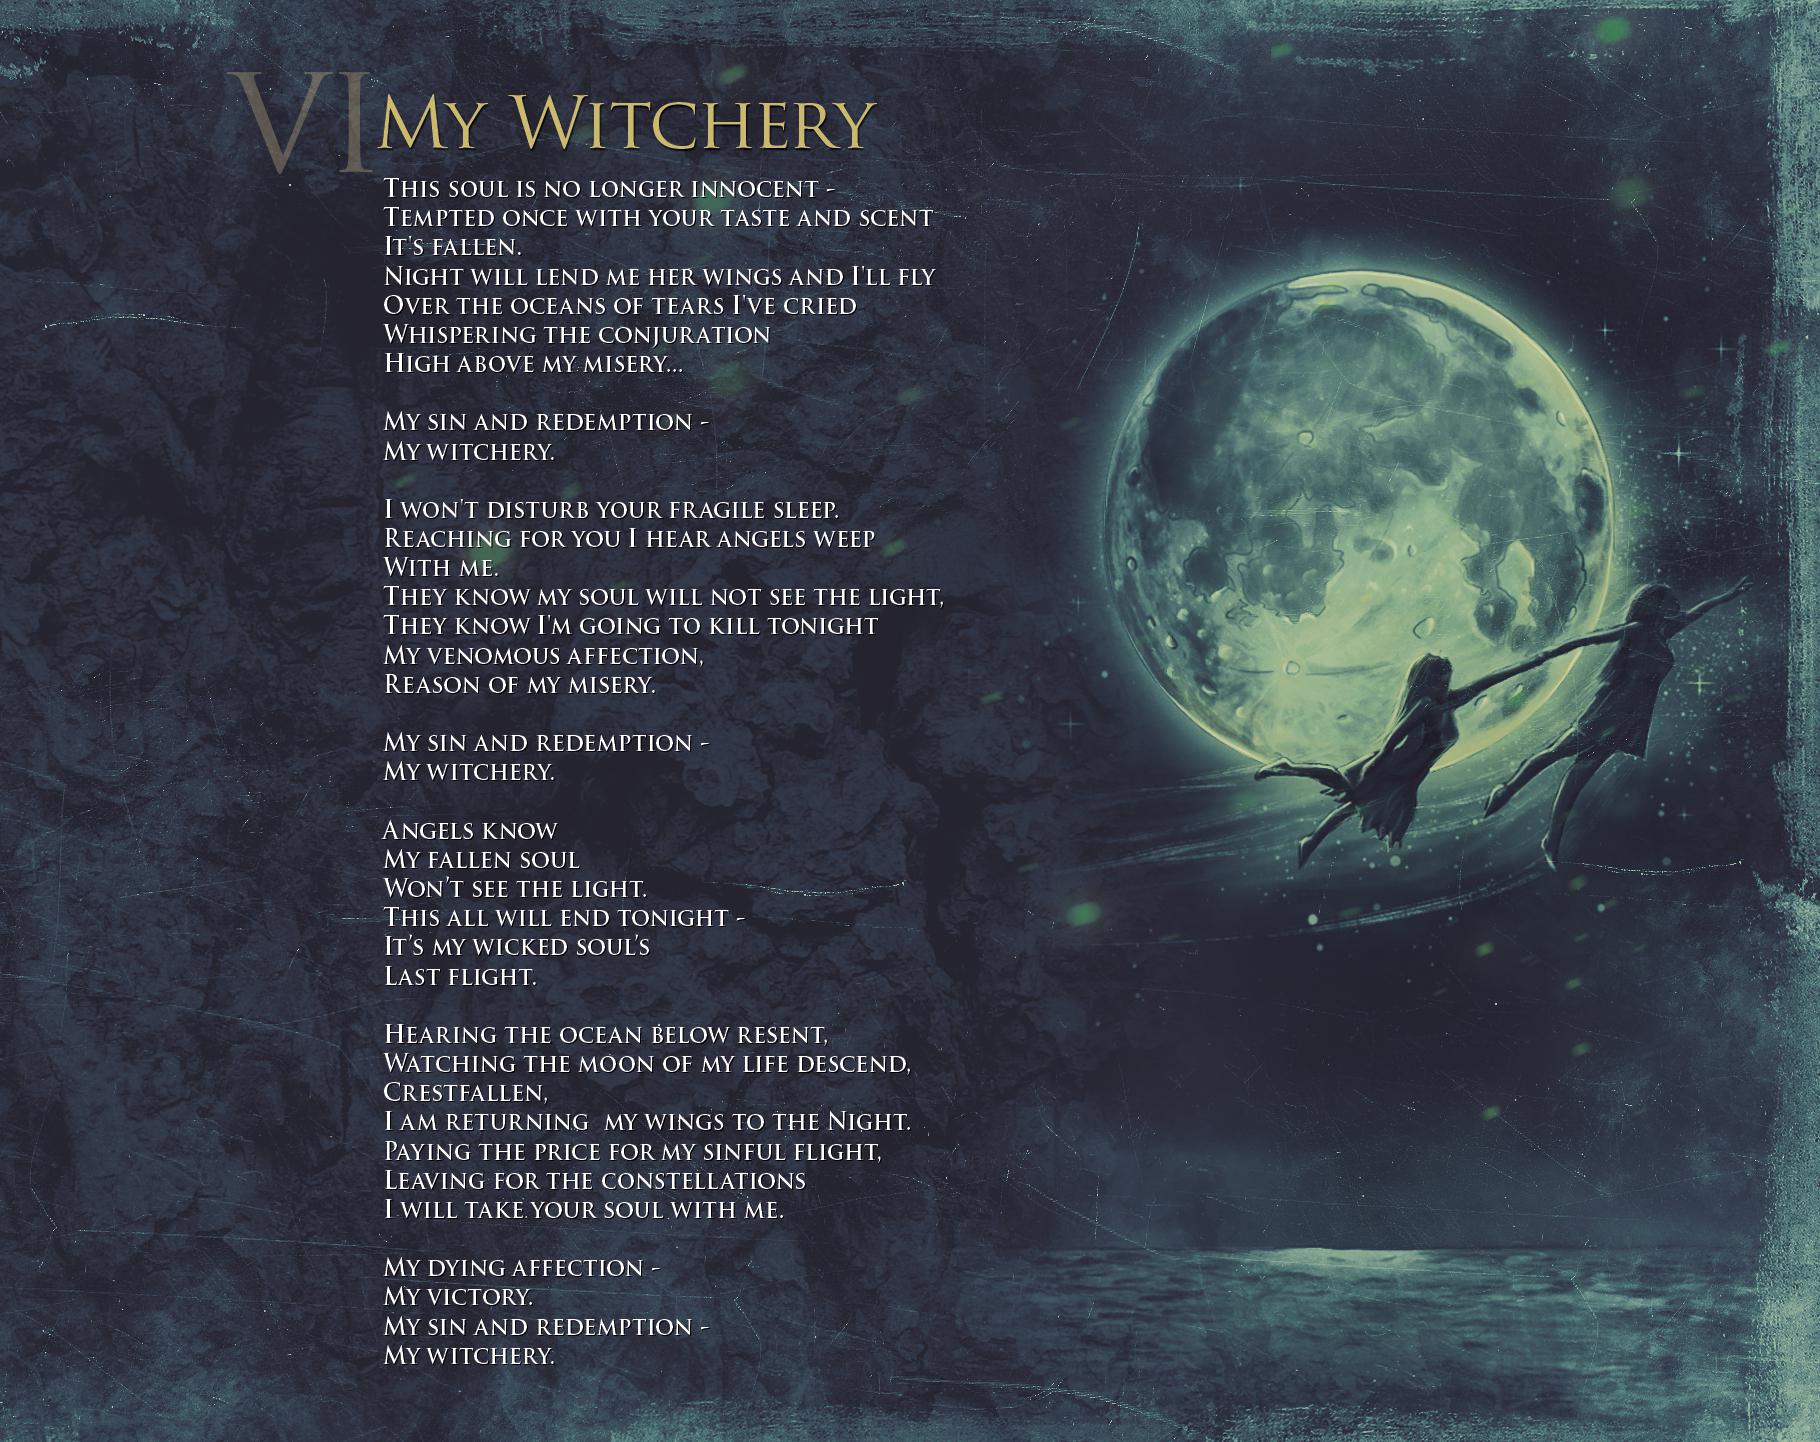 VI My Witchery
This soul is no longer innocent -
Tempted once with your taste and scent
It's fallen.
Night will lend me her wings and I'll fly
Over the oceans of tears I've cried
Whispering the conjuration
High above my misery...
My sin and redemption -
My witchery.
I won't disturb your fragile sleep.
Reaching for you I hear angels weep
With me.
They know my soul will not see the light,
They know I'm going to kill tonight
My venomous affection,
Reason of my misery.
My sin and redemption -
My witchery.
Angels know
My fallen soul
Won't see the light.
This all will end tonight -
It's my wicked soul's
Last flight.
Hearing the ocean below resent,
Watching the moon of my life descend,
Crestfallen,
I am returning  my wings to the Night.
Paying the price for my sinful flight,
Leaving for the constellations
I will take your soul with me.
My dying affection -
My victory.
My sin and redemption -
My witchery.